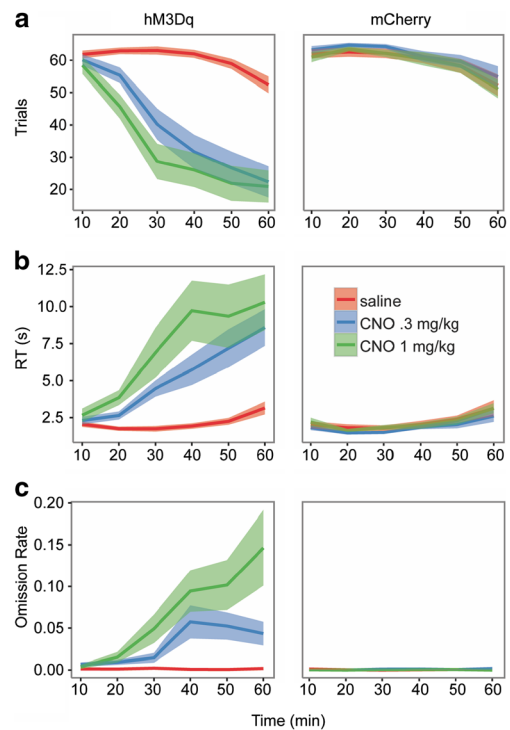 hM3Dq mCherry
a
Trials
60
50
40
30
20
10 20 30 40 50 60 10 20 30 40 50 60
b
RT (s)
12.5
10.0
7.5
5.0
2.5
saline
CNO .3 mg/kg
CNO 1 mg/kg
10 20 30 40 50 60 10 20 30 40 50 60
c
Omission Rate
0.20
0.15
0.10
0.05
0.00
10 20 30 40 50 60 10 20 30 40 50 60
Time (min)